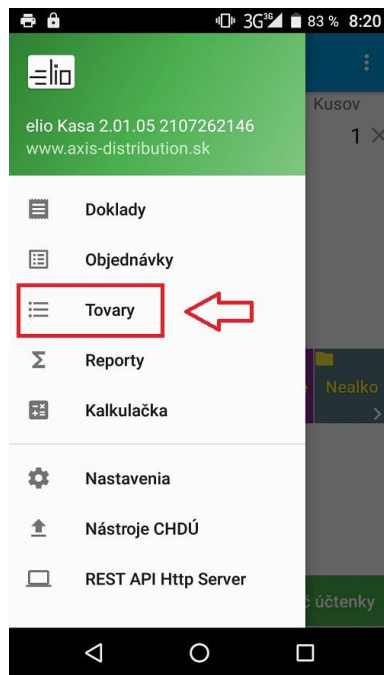 3G 3G 83 % 8:20
elio
elio Kasa 2.01.05 2107262146
www.axis-distribution.sk
Kusov
1
Doklady
Objednávky
Tovary
Reporty
Nealko
Kalkulačka
Nastavenia
Nástroje CHDÚ
REST API Http Server
účtenky